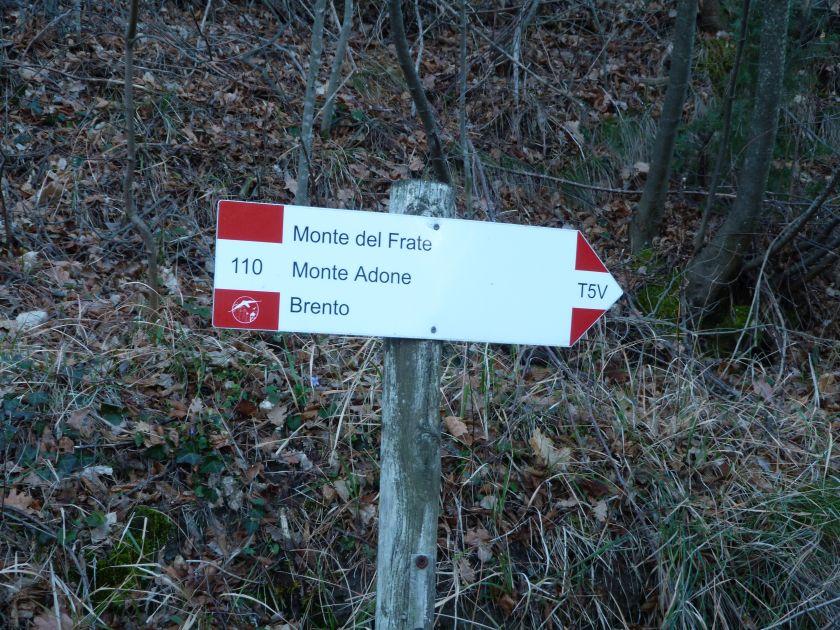 Monte del Frate
110 Monte Adone
Brento
T5V